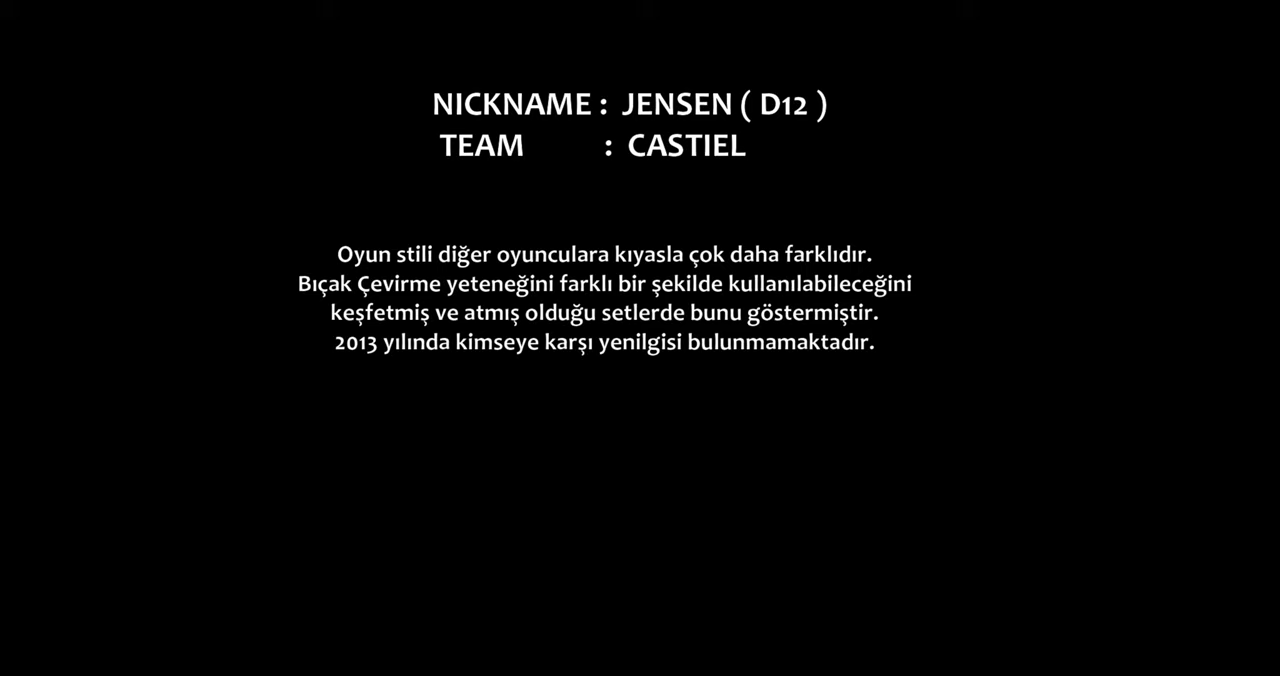 NICKNAME : JENSEN ( D12 )
TEAM : CASTIEL
Oyun stili diğer oyunculara kıyasla çok daha farklıdır.
Bıçak Çevirme yeteneğini farklı bir şekilde kullanılabileceğini
keşfetmiş ve atmış olduğu setlerde bunu göstermiştir.
2013 yılında kimseye karşı yenilgisi bulunmamaktadır.